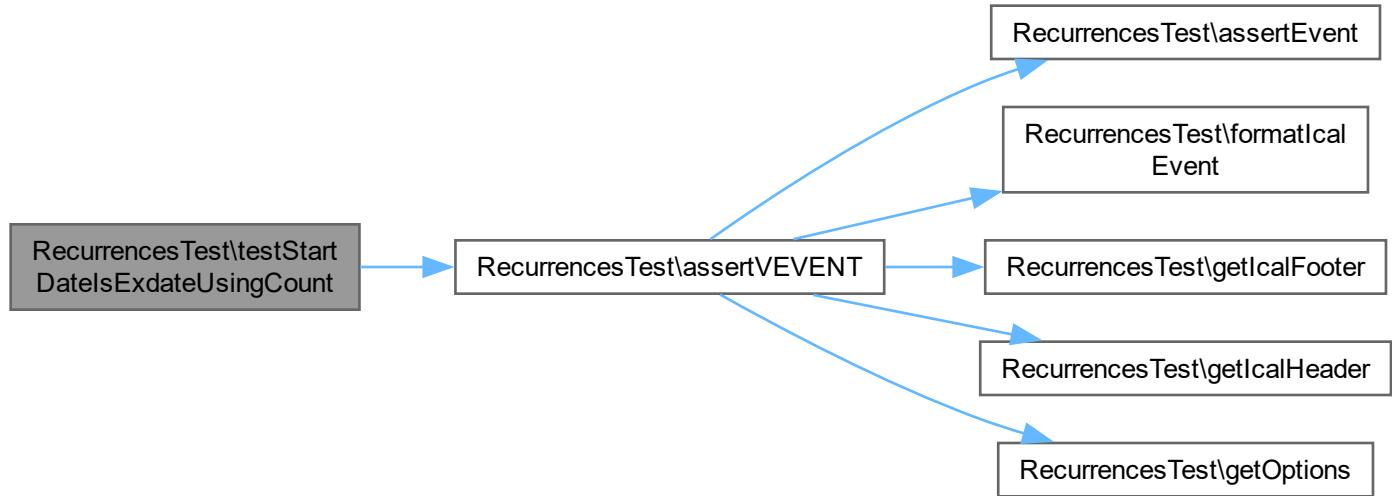 RecurrencesTest\testStart
DateIsExdateUsingCount
RecurrencesTest\assertVEVENT
RecurrencesTest\assertEvent
RecurrencesTest\formatIcal
Event
RecurrencesTest\getIcalFooter
RecurrencesTest\getIcalHeader
RecurrencesTest\getOptions